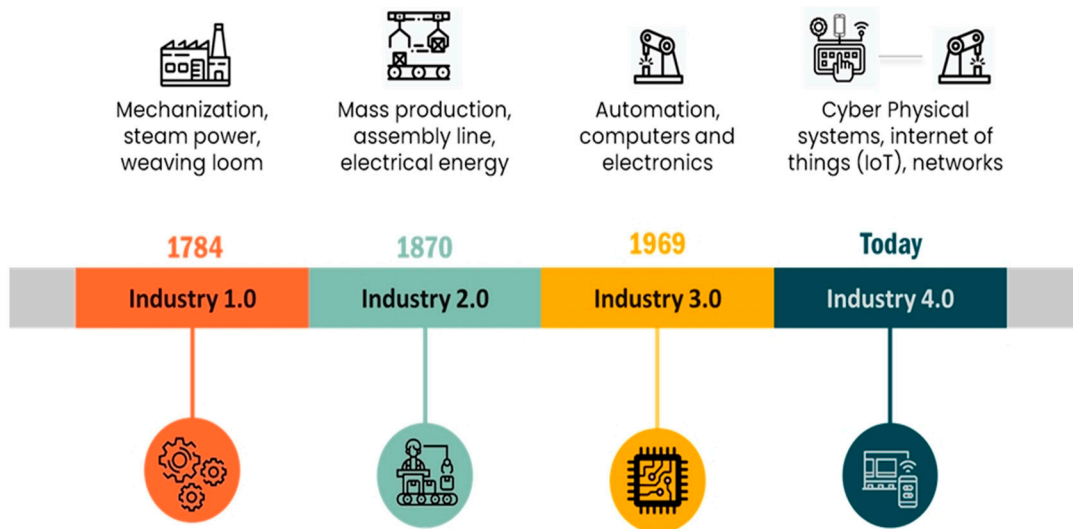 Mechanization,
steam power,
weaving loom
Mass production,
assembly line,
electrical energy
Automation,
computers and
electronics
Cyber Physical
systems, internet of
things (IoT), networks
1784
1870
1969
Today
Industry 1.0
Industry 2.0
Industry 3.0
Industry 4.0